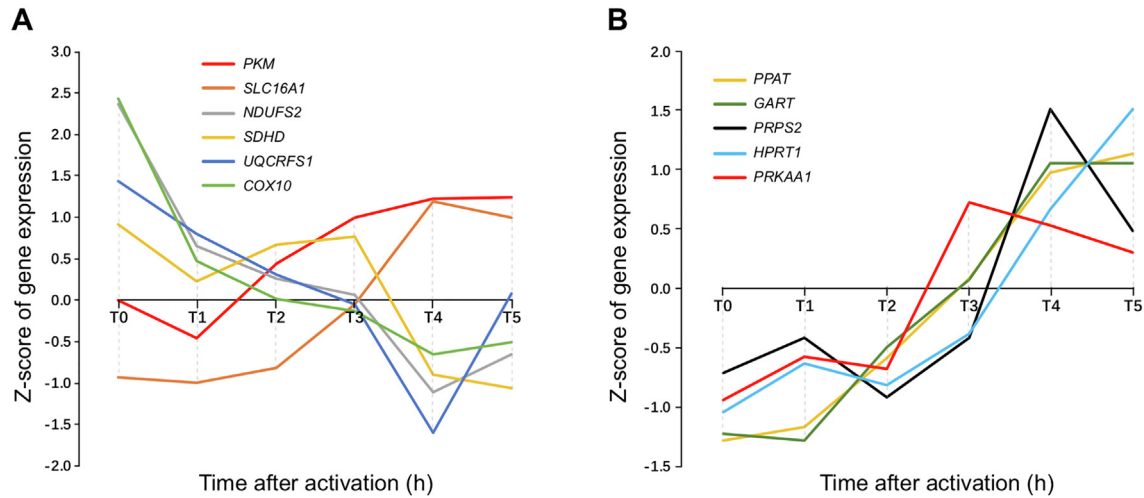 A
Z-score of gene expression
3.0
2.5
2.0
1.5
1.0
0.5
0.0
-0.5
-1.0
-1.5
-2.0
PKM
SLC16A1
NDUFS2
SDHD
UQCRFS1
COX10
T0 T1 T2 T3 T4 T5
Time after activation (h)
B
Z-score of gene expression
2.0
1.5
1.0
0.5
0.0
-0.5
-1.0
-1.5
PPAT
GART
PRPS2
HPRT1
PRKAA1
T0 T1 T2 T3 T4 T5
Time after activation (h)